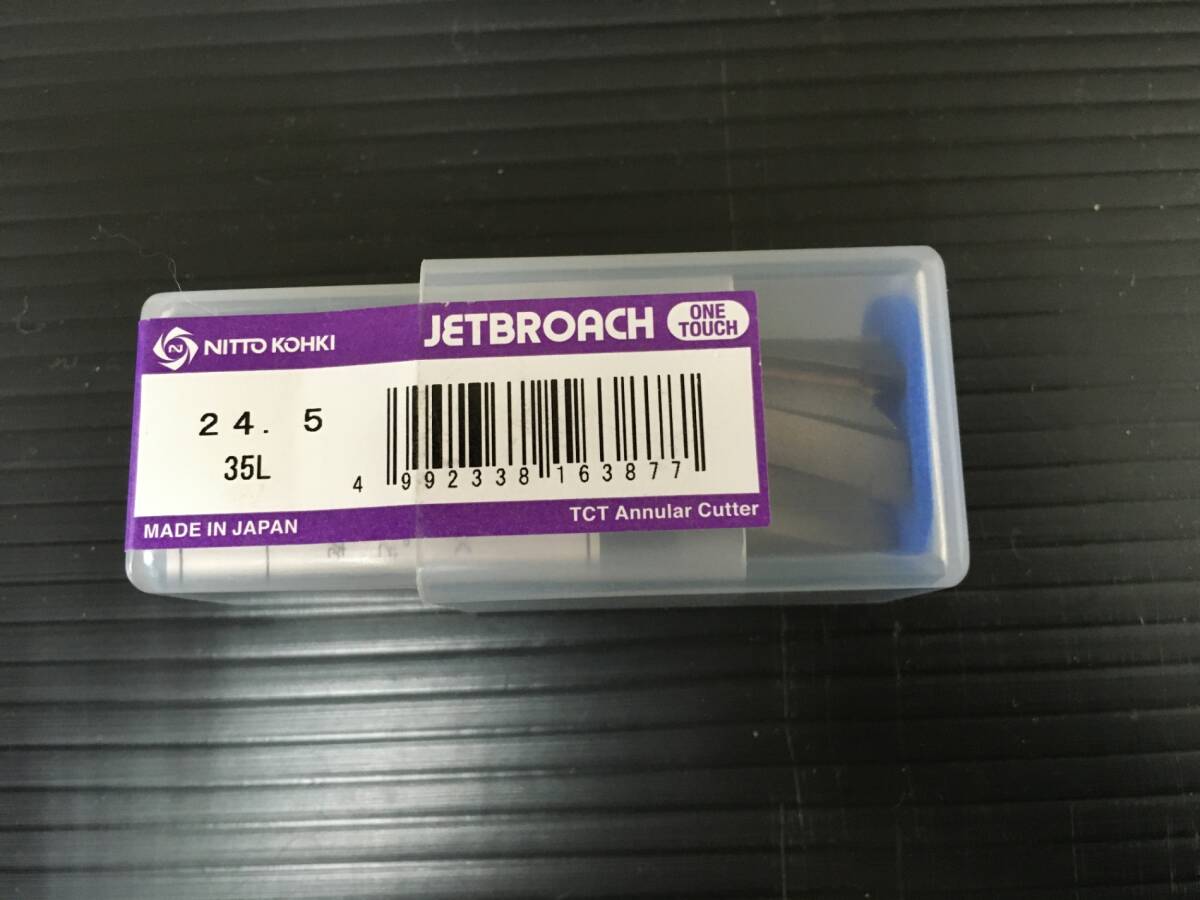 NITTO KOHKI
JETBROACH
ONE
TOUCH
24.5
35L
4 992338 163877
MADE IN JAPAN
TCT Annular Cutter